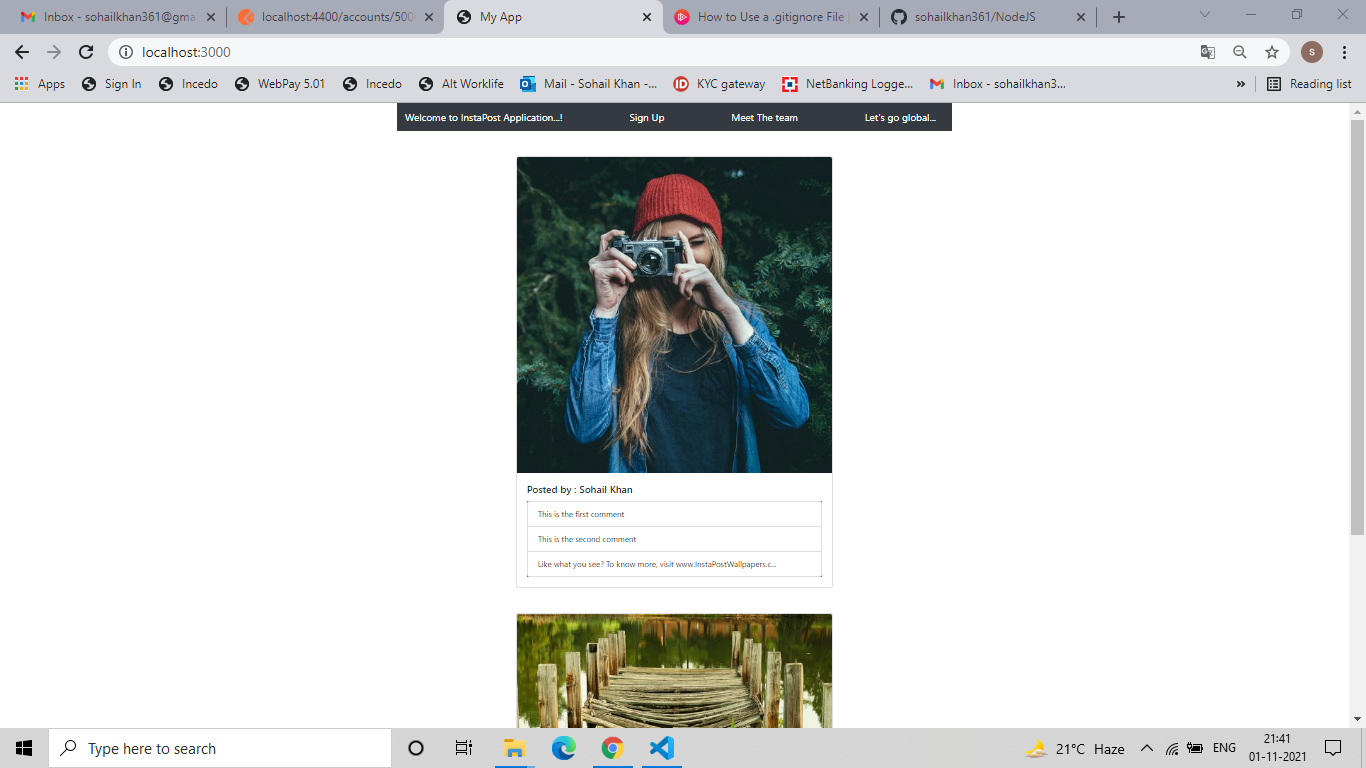 Inbox - sohailkhan361@gmai
localhost:4400/accounts/500
My App
How to Use a .gitignore File
sohailkhan361/NodeJS
localhost:3000
S
Apps
Sign In
Incedo
WebPay 5.01
Incedo
Alt Worklife
Mail - Sohail Khan -...
KYC gateway
NetBanking Logge...
Inbox - sohailkhan3...
»
Reading list
Welcome to InstaPost Application...!
Sign Up
Meet The team
Let's go global...
Posted by : Sohail Khan
This is the first comment
This is the second comment
Like what you see? To know more, visit www.InstaPostWallpapers.c...
Type here to search
21°C Haze
ENG
21:41
01-11-2021